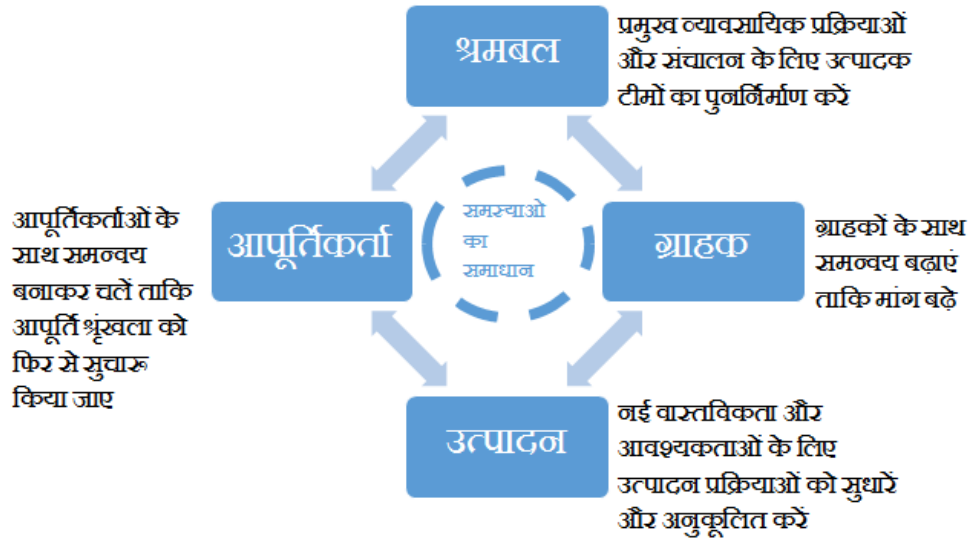 श्रमबल
प्रमुख व्यावसायिक प्रक्रियाओं
और संचालन के लिए उत्पादक
टीमों का पुनर्निर्माण करें
आपूर्तिकर्ताओं के
साथ समन्वय
बनाकर चलें ताकि
आपूर्ति श्रृंखला को
फिर से सुचारू
किया जाए
आपूर्तिकर्ता
समस्याओ
का
समाधान
ग्राहक
ग्राहकों के साथ
समन्वय बढ़ाएं
ताकि मांग बढ़े
उत्पादन
नई वास्तविकता और
आवश्यकताओं के लिए
उत्पादन प्रक्रियाओं को सुधारें
और अनुकूलित करें